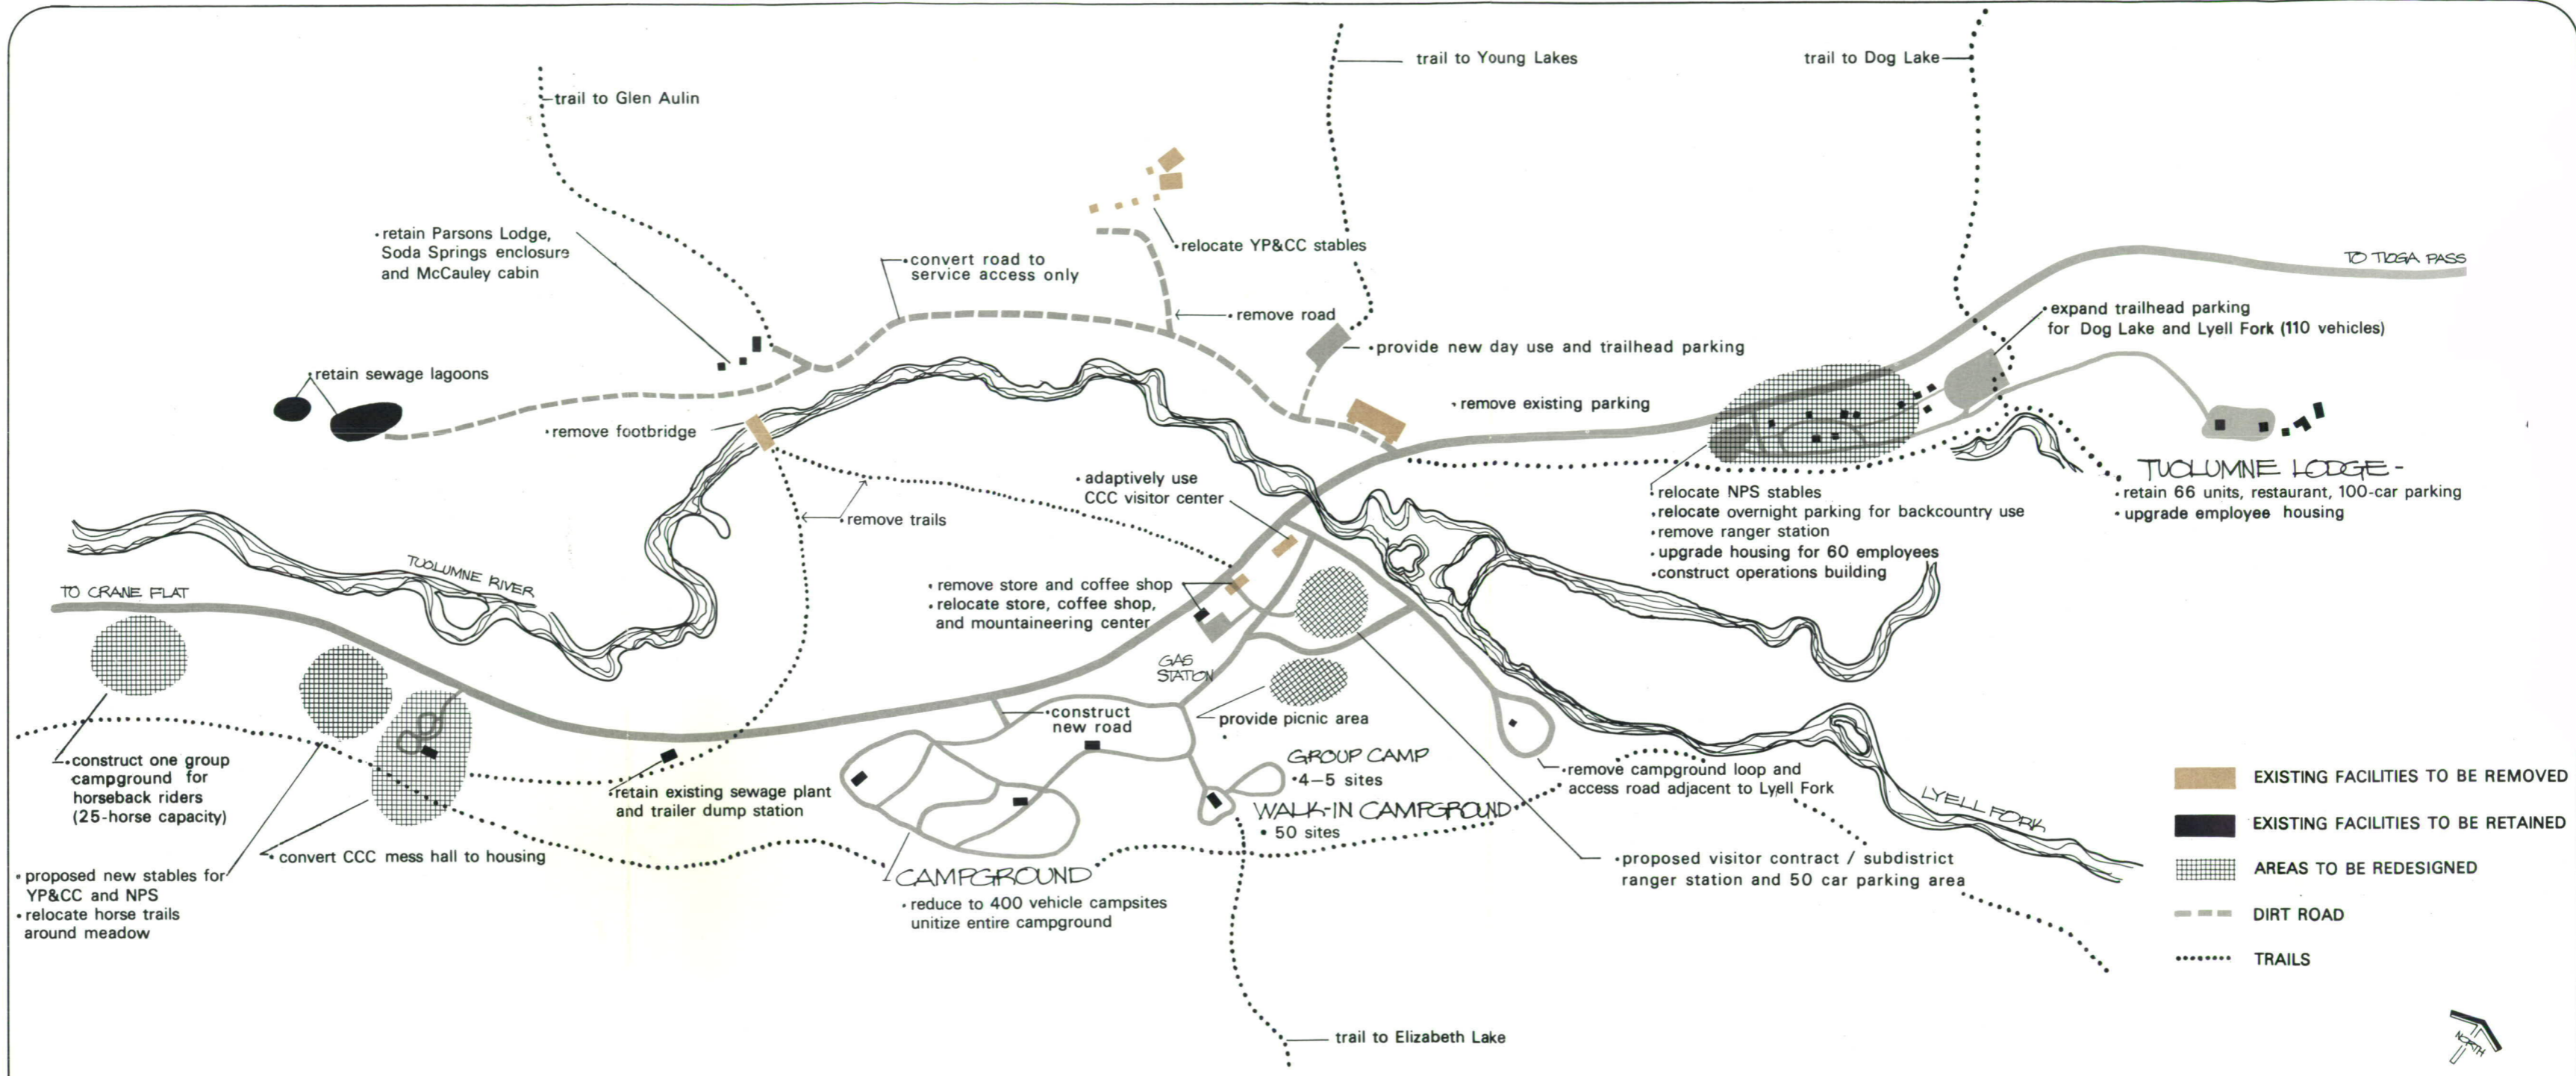 trail to Glen Aulin
trail to Young Lakes
trail to Dog Lake
• retain Parsons Lodge,
Soda Springs enclosure
and McCauley cabin
• convert road to
service access only
• relocate YP&CC stables
• remove road
• provide new day use and trailhead parking
TO TIOGA PASS
• expand trailhead parking
for Dog Lake and Lyell Fork (110 vehicles)
• retain sewage lagoons
• remove footbridge
• remove existing parking
• adaptively use
CCC visitor center
• remove trails
• relocate NPS stables
• relocate overnight parking for backcountry use
• remove ranger station
• upgrade housing for 60 employees
• construct operations building
TUOLUMNE LODGE -
• retain 66 units, restaurant, 100-car parking
• upgrade employee housing
TUOLUMNE RIVER
TO CRANE FLAT
• remove store and coffee shop
• relocate store, coffee shop,
and mountaineering center
GAS
STATION
• construct
new road
provide picnic area
GROUP CAMP
• 4–5 sites
WALK-IN CAMPGROUND
• 50 sites
• remove campground loop and
access road adjacent to Lyell Fork
LYELL FORK
• construct one group
campground for
horseback riders
(25-horse capacity)
• retain existing sewage plant
and trailer dump station
• convert CCC mess hall to housing
• proposed new stables for
YP&CC and NPS
• relocate horse trails
around meadow
CAMPGROUND
• reduce to 400 vehicle campsites
unitize entire campground
• proposed visitor contract / subdistrict
ranger station and 50 car parking area
trail to Elizabeth Lake
EXISTING FACILITIES TO BE REMOVED
EXISTING FACILITIES TO BE RETAINED
AREAS TO BE REDESIGNED
DIRT ROAD
TRAILS
NORTH